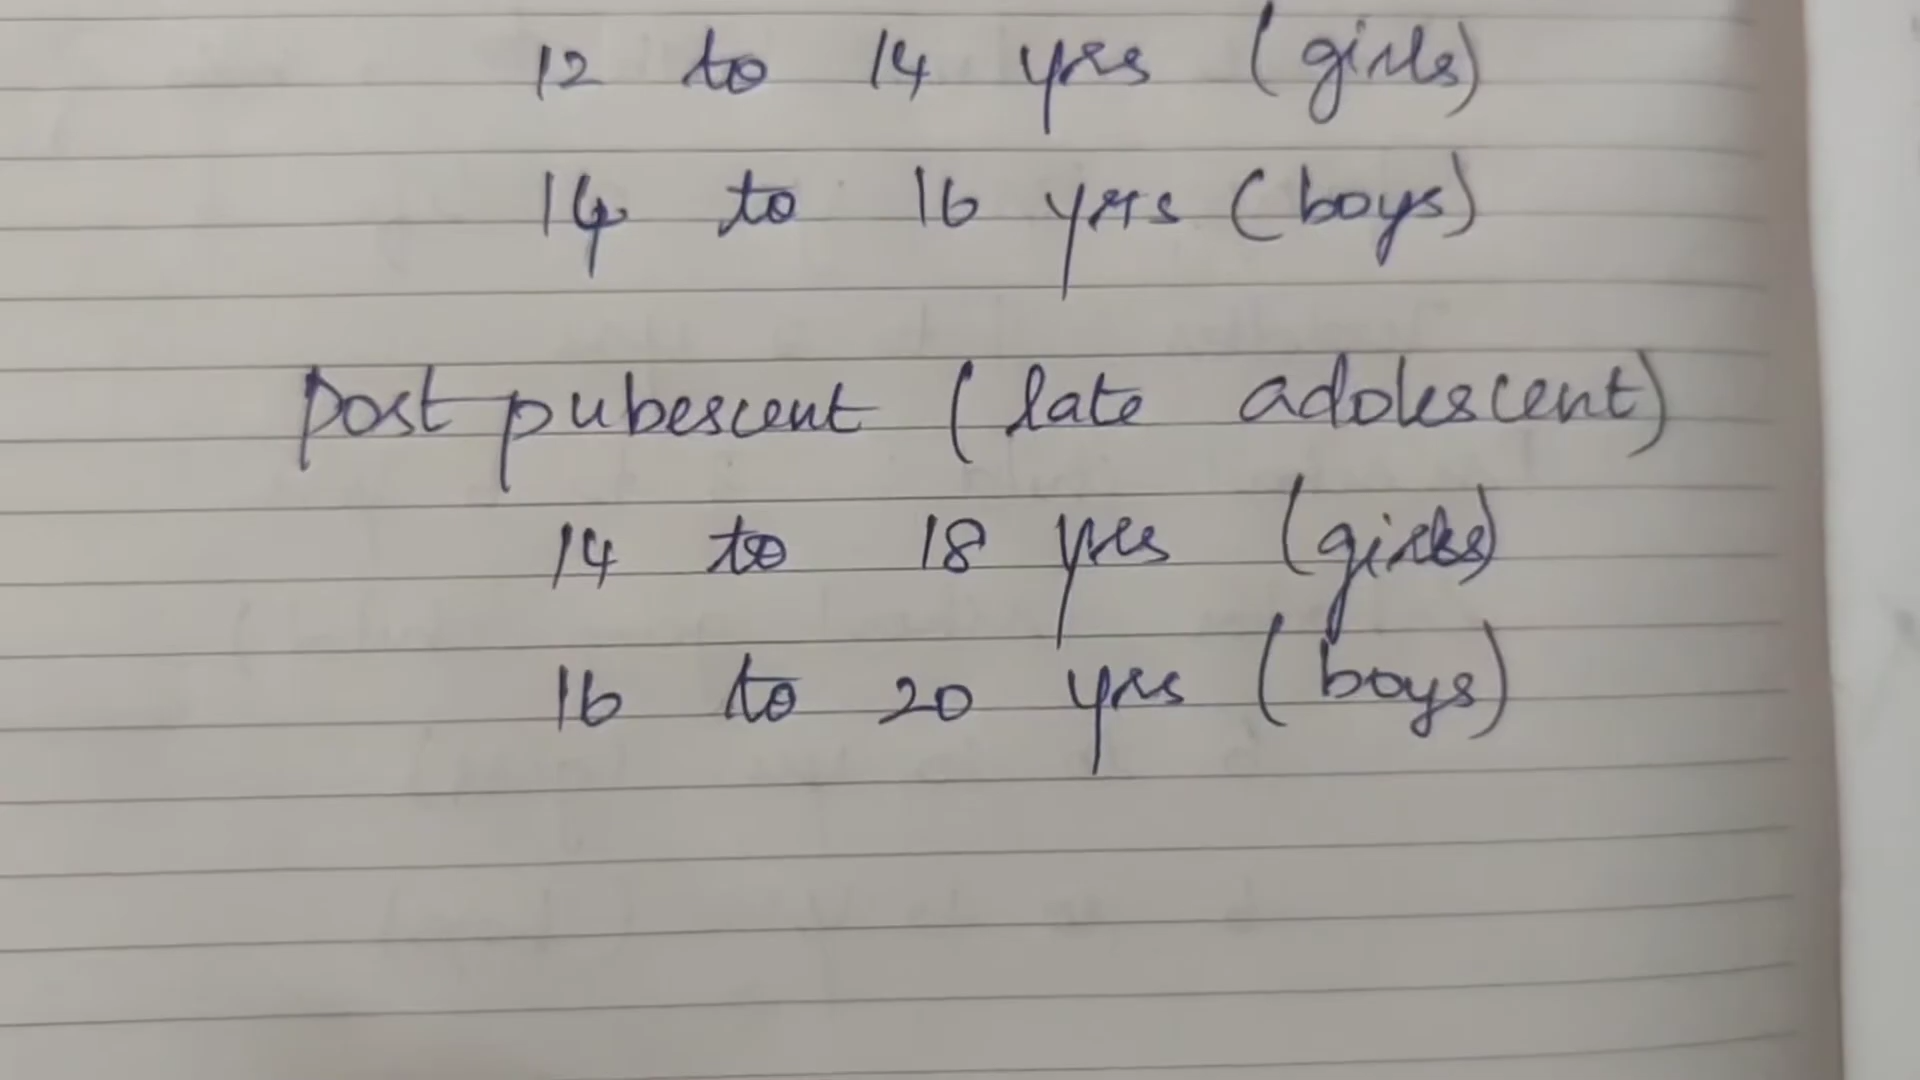 12 to 14 yrs (girls)
14 to 16 yrs (boys)
post pubescent (late adolescent)
14 to 18 yrs (girls)
16 to 20 yrs (boys)